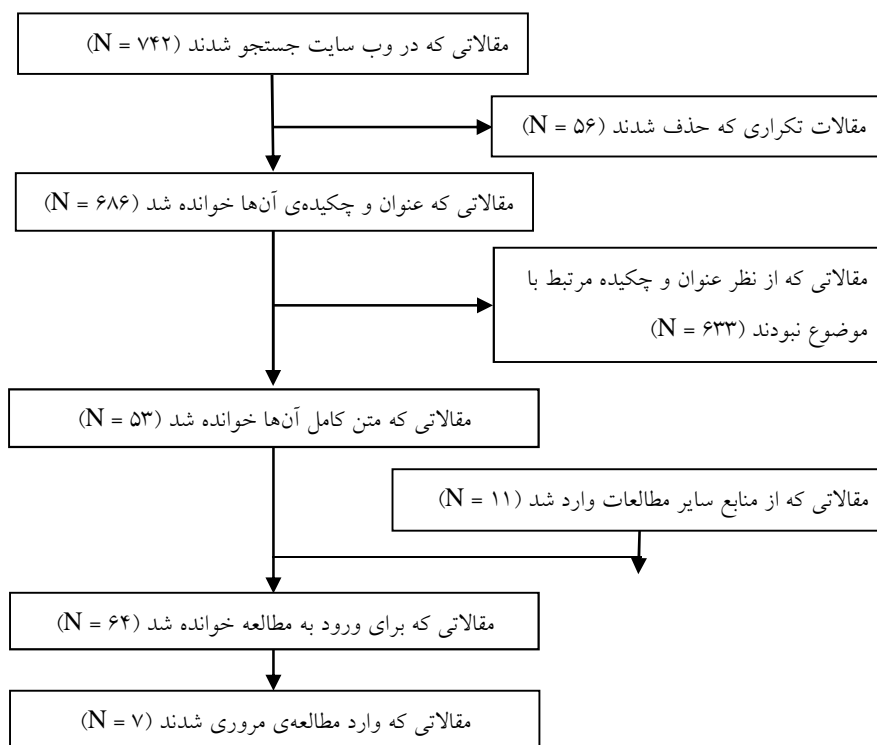 مقالاتی که در وب سایت جستجو شدند (N = ۷۴۲)
مقالات تکراری که حذف شدند (N = ۵۶)
مقالاتی که عنوان و چکیده‌ی آن‌ها خوانده شد (N = ۶۸۶)
مقالاتی که از نظر عنوان و چکیده مرتبط با
موضوع نبودند (N = ۶۳۳)
مقالاتی که متن کامل آن‌ها خوانده شد (N = ۵۳)
مقالاتی که از منابع سایر مطالعات وارد شد (N = ۱۱)
مقالاتی که برای ورود به مطالعه خوانده شد (N = ۶۴)
مقالاتی که وارد مطالعه‌ی مروری شدند (N = ۷)